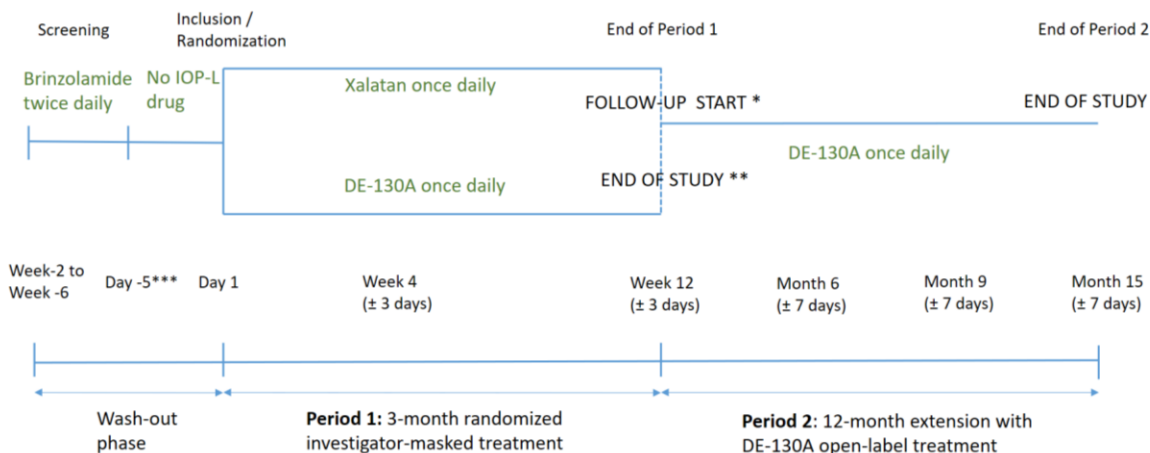 Screening
Inclusion /
Randomization
End of Period 1
End of Period 2
Brinzolamide
twice daily
No IOP-L
drug
Xalatan once daily
FOLLOW-UP START *
END OF STUDY
DE-130A once daily
DE-130A once daily
END OF STUDY **
Week-2 to
Week -6
Day -5***
Day 1
Week 4
(± 3 days)
Week 12
(± 3 days)
Month 6
(± 7 days)
Month 9
(± 7 days)
Month 15
(± 7 days)
Wash-out
phase
Period 1: 3-month randomized
investigator-masked treatment
Period 2: 12-month extension with
DE-130A open-label treatment